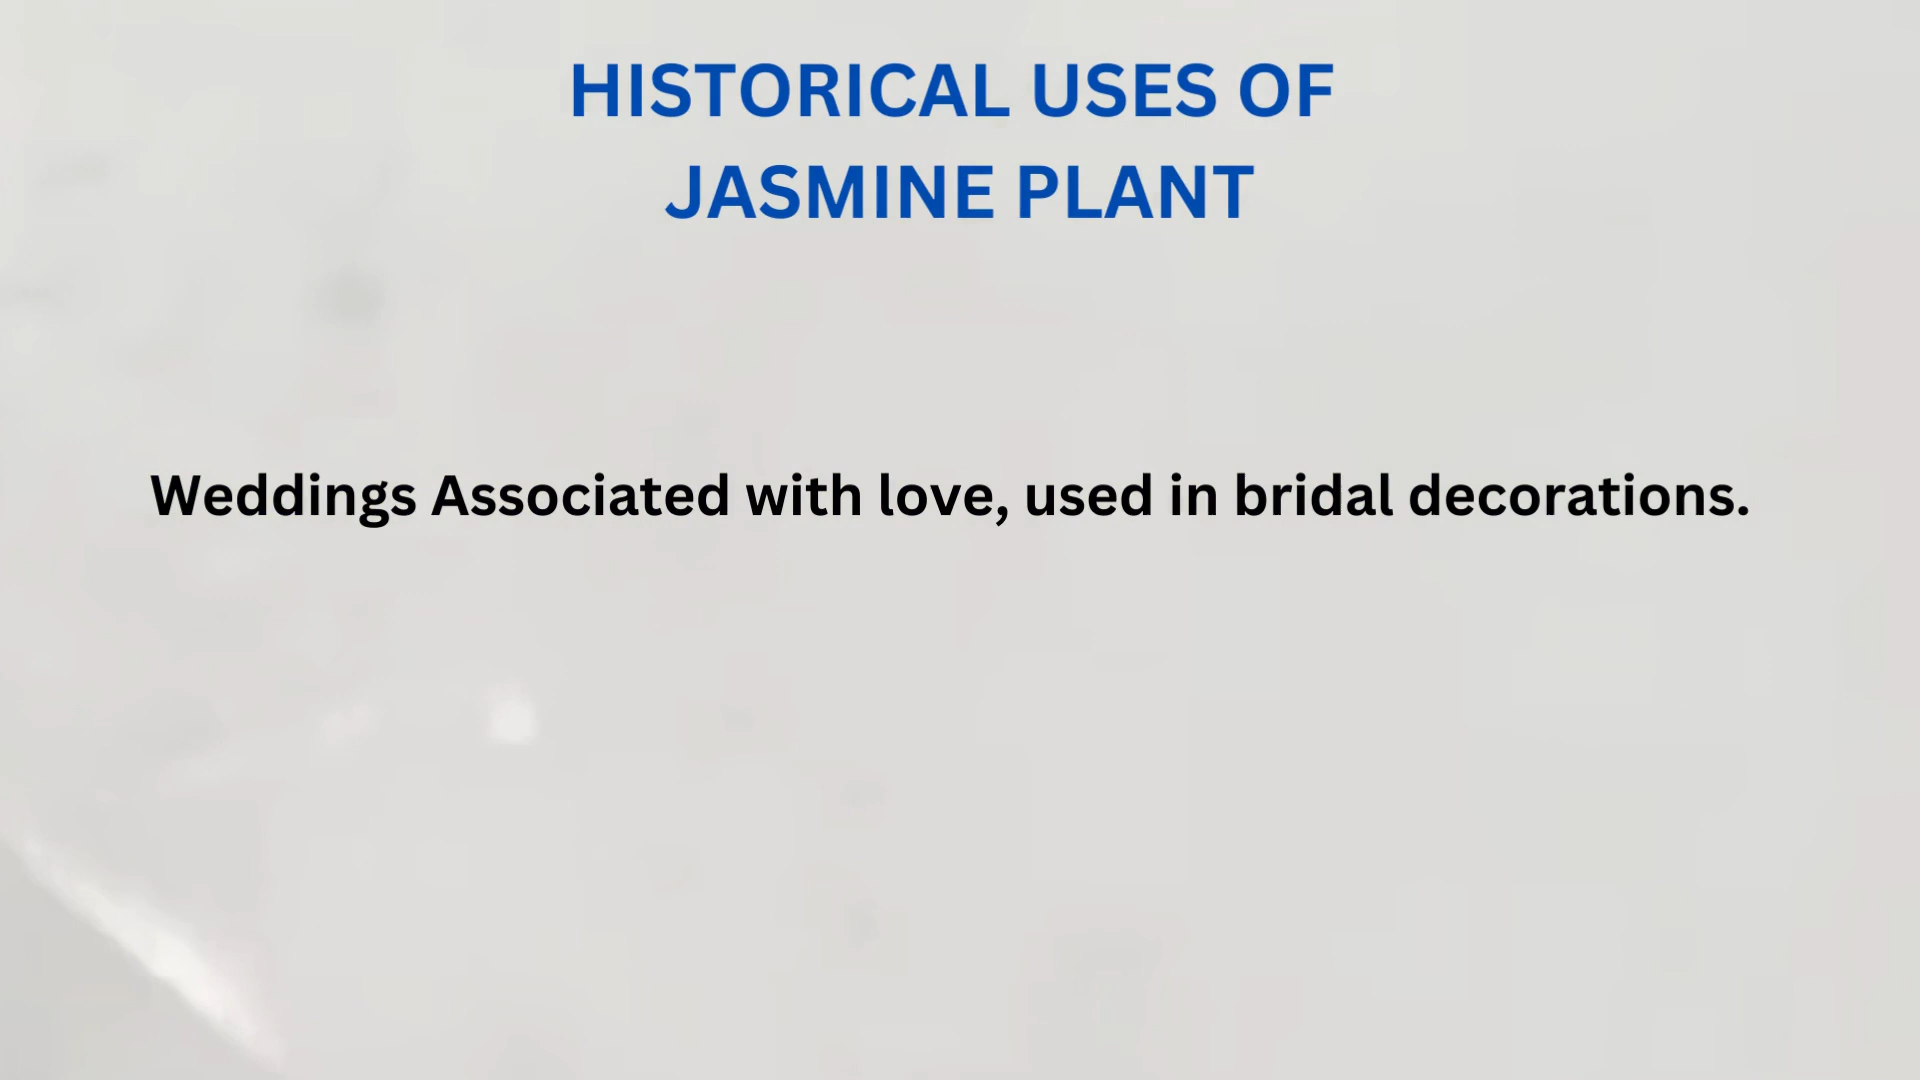 HISTORICAL USES OF
JASMINE PLANT
Weddings Associated with love, used in bridal decorations.